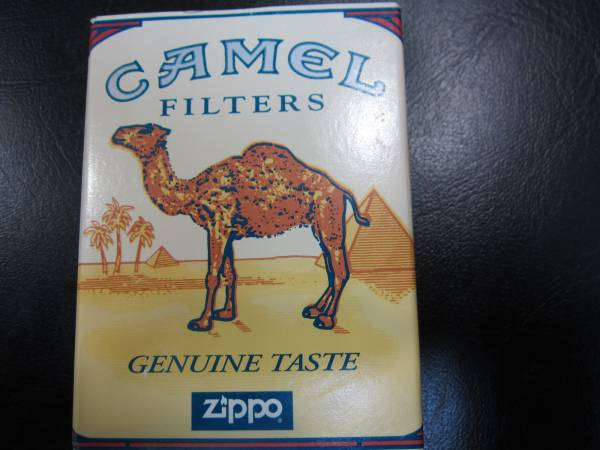 CAMEL
FILTERS
GENUINE TASTE
Zippo®